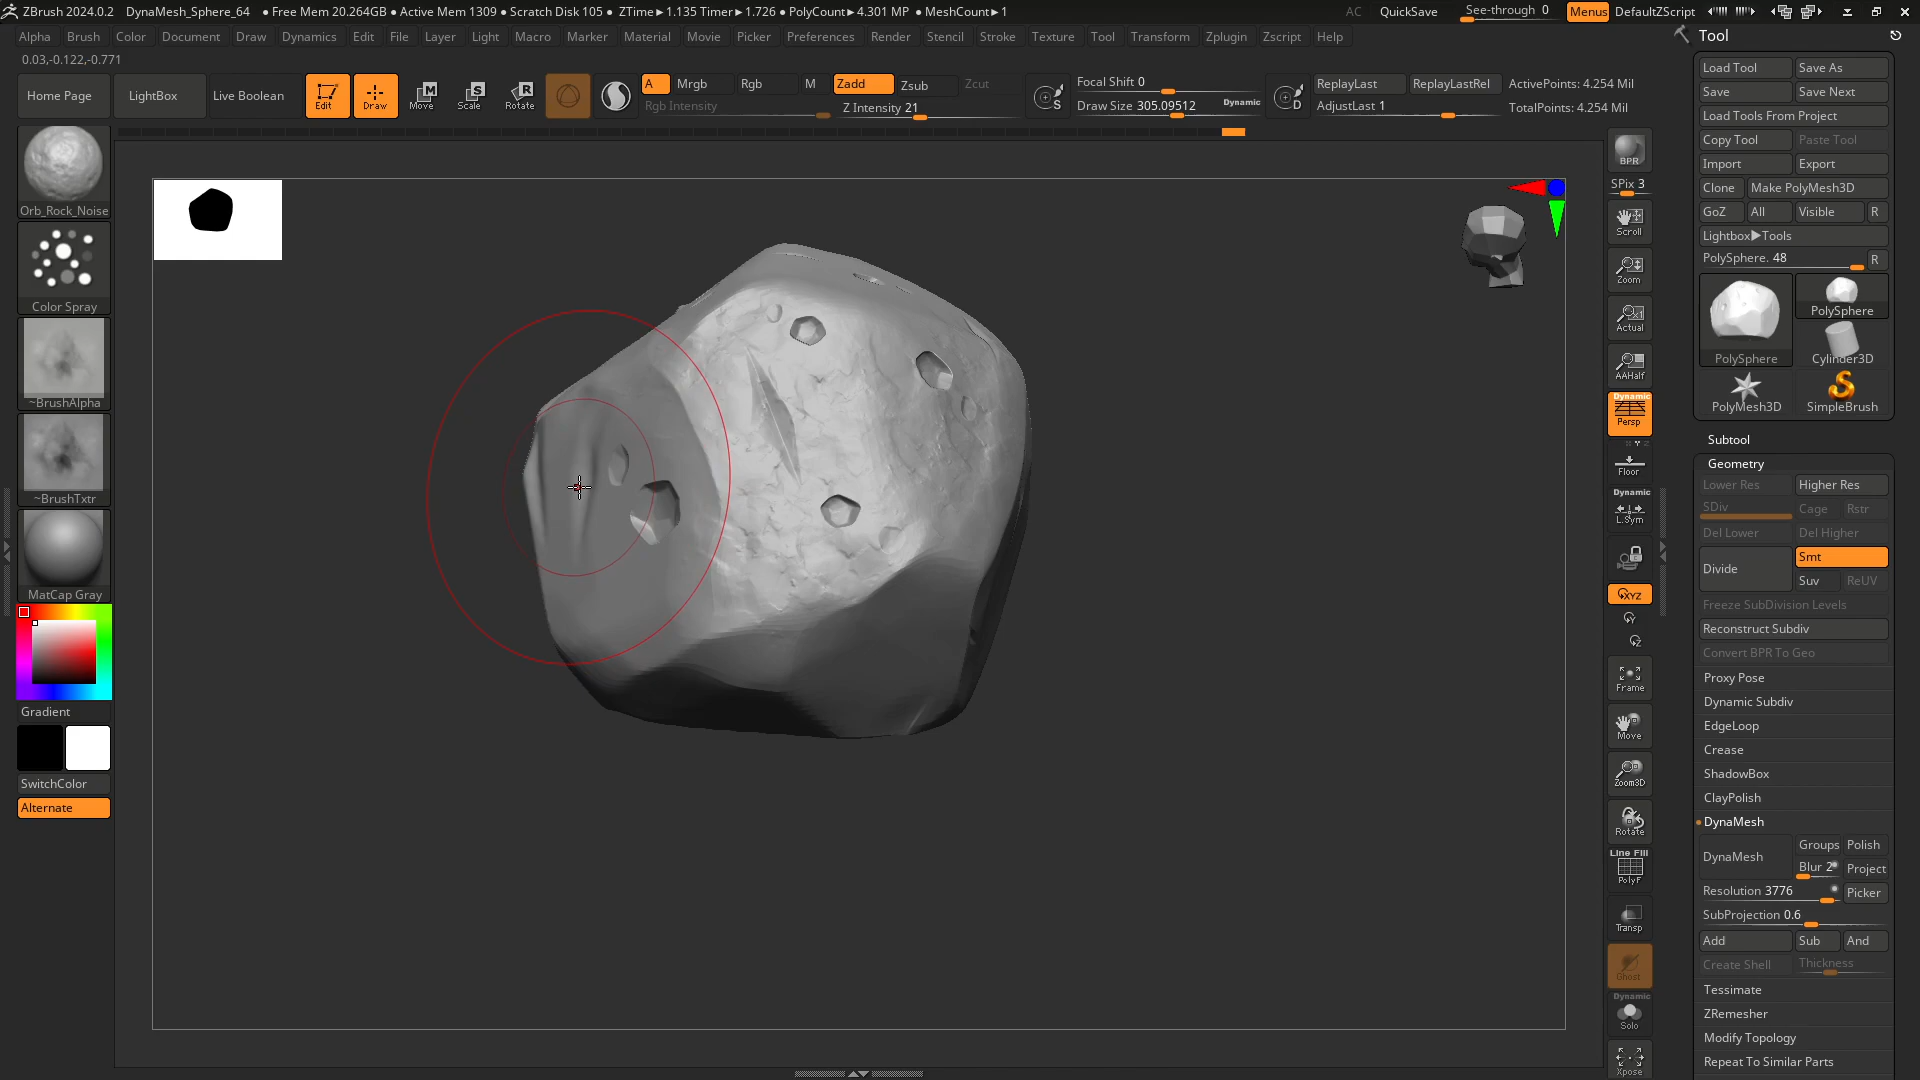 ZBrush 2024.0.2 DynaMesh_Sphere_64 ● Free Mem 20.264GB ● Active Mem 1309 ● Scratch Disk 105 ● ZTime►1.135 Timer►1.726 ● PolyCount►4.301 MP ● MeshCount►1 AC QuickSave See-through 0 Menus DefaultZScript
Alpha Brush Color Document Draw Dynamics Edit File Layer Light Macro Marker Material Movie Picker Preferences Render Stencil Stroke Texture Tool Transform Zplugin Zscript Help
0.03,-0.122,-0.771
Home Page LightBox Live Boolean Edit Draw Move Scale Rotate
A Mrgb Rgb M Zadd Zsub Zcut
Rgb Intensity Z Intensity 21
S Focal Shift 0
Draw Size 305.09512 Dynamic
D ReplayLast ReplayLastRel ActivePoints: 4.254 Mil
AdjustLast 1 TotalPoints: 4.254 Mil
Orb_Rock_Noise
Color Spray
~BrushAlpha
~BrushTxtr
MatCap Gray
Gradient
SwitchColor
Alternate
BPR
SPix 3
Scroll
Zoom
Actual
AAHalf
Dynamic
Persp
Floor
Dynamic
L.Sym
XYZ
Y
Z
Frame
Move
Zoom3D
Rotate
Line Fill
PolyF
Transp
Ghost
Dynamic
Solo
Xpose
Tool
Load Tool Save As
Save Save Next
Load Tools From Project
Copy Tool Paste Tool
Import Export
Clone Make PolyMesh3D
GoZ All Visible R
Lightbox►Tools
PolySphere. 48 R
PolySphere PolySphere
Cylinder3D
PolyMesh3D SimpleBrush
Subtool
Geometry
Lower Res Higher Res
SDiv Cage Rstr
Del Lower Del Higher
Divide Smt
Suv ReUV
Freeze SubDivision Levels
Reconstruct Subdiv
Convert BPR To Geo
Proxy Pose
Dynamic Subdiv
EdgeLoop
Crease
ShadowBox
ClayPolish
DynaMesh
DynaMesh Groups Polish
Blur 2 Project
Resolution 3776 Picker
SubProjection 0.6
Add Sub And
Create Shell Thickness
Tessimate
ZRemesher
Modify Topology
Repeat To Similar Parts